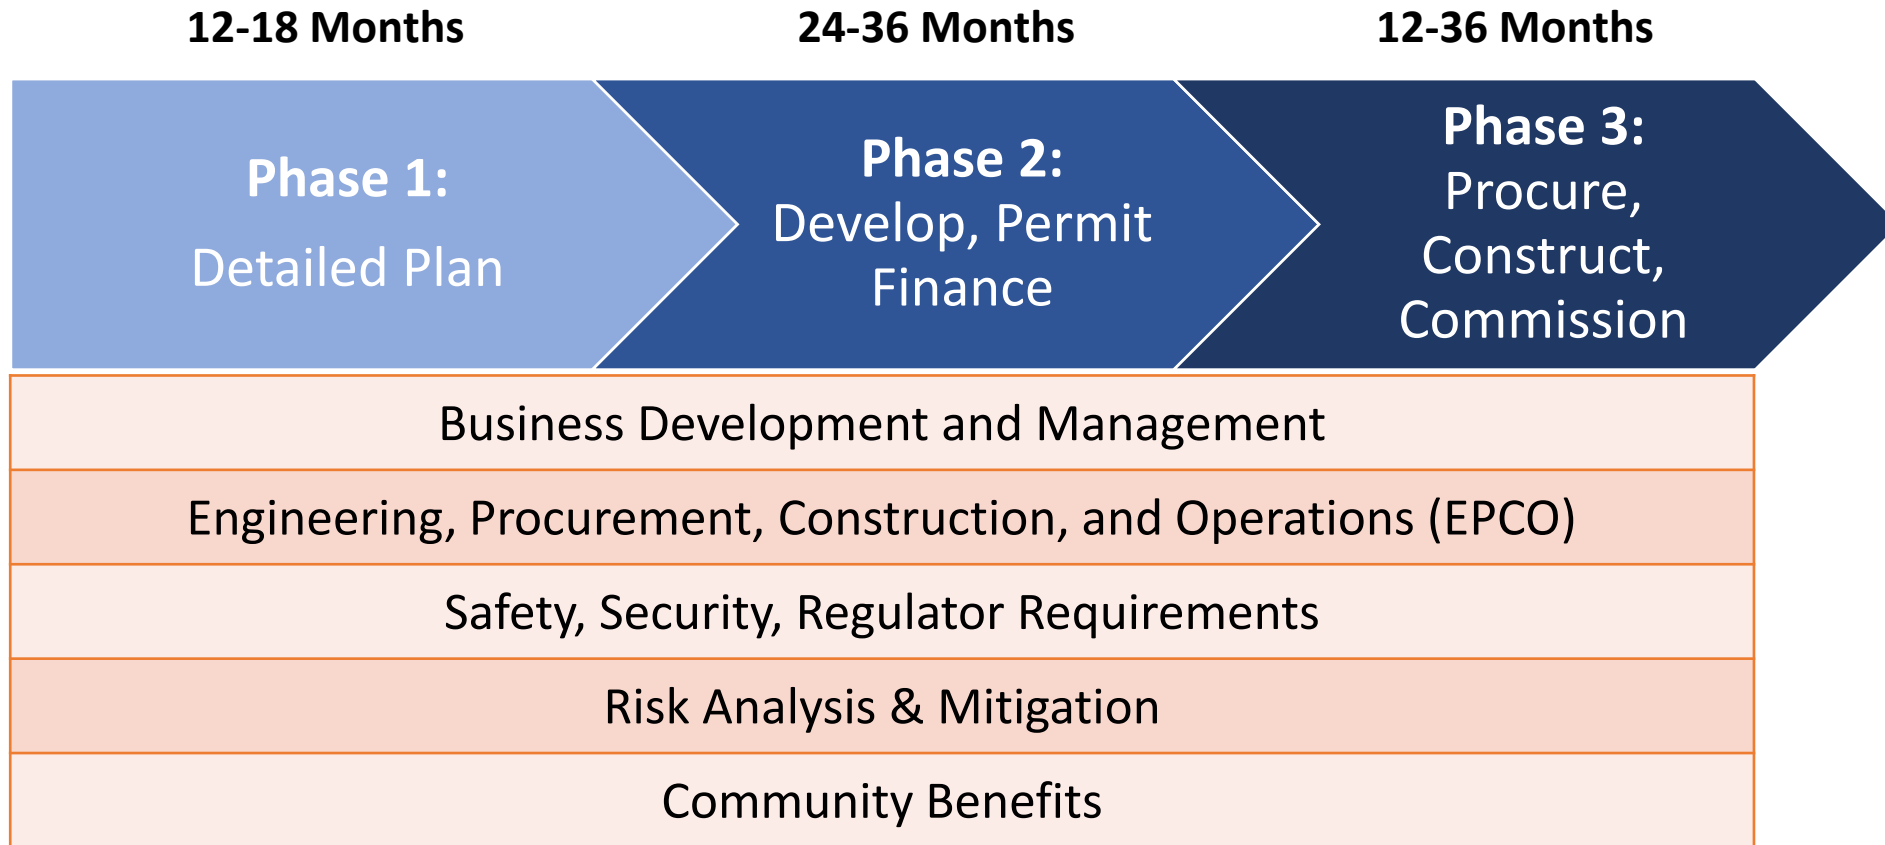 12-18 Months
24-36 Months
12-36 Months
Phase 1:
Detailed Plan
Phase 2:
Develop, Permit
Finance
Phase 3:
Procure,
Construct,
Commission
Business Development and Management
Engineering, Procurement, Construction, and Operations (EPCO)
Safety, Security, Regulator Requirements
Risk Analysis & Mitigation
Community Benefits